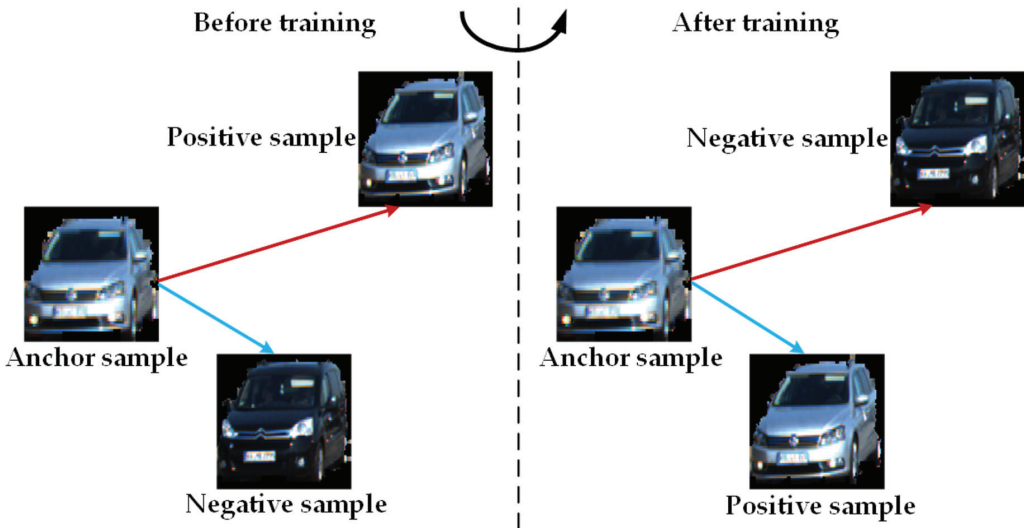 Before training
After training
Positive sample
Negative sample
Anchor sample
Anchor sample
Negative sample
Positive sample